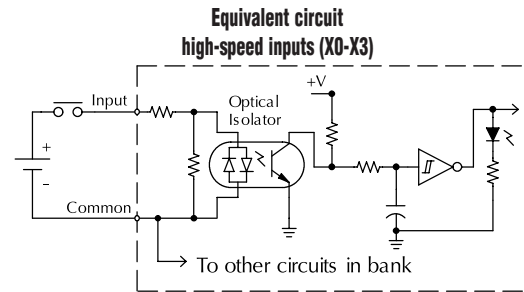 Equivalent circuit
high-speed inputs (X0-X3)
+V
Input
Optical
Isolator
+
-
Common
To other circuits in bank